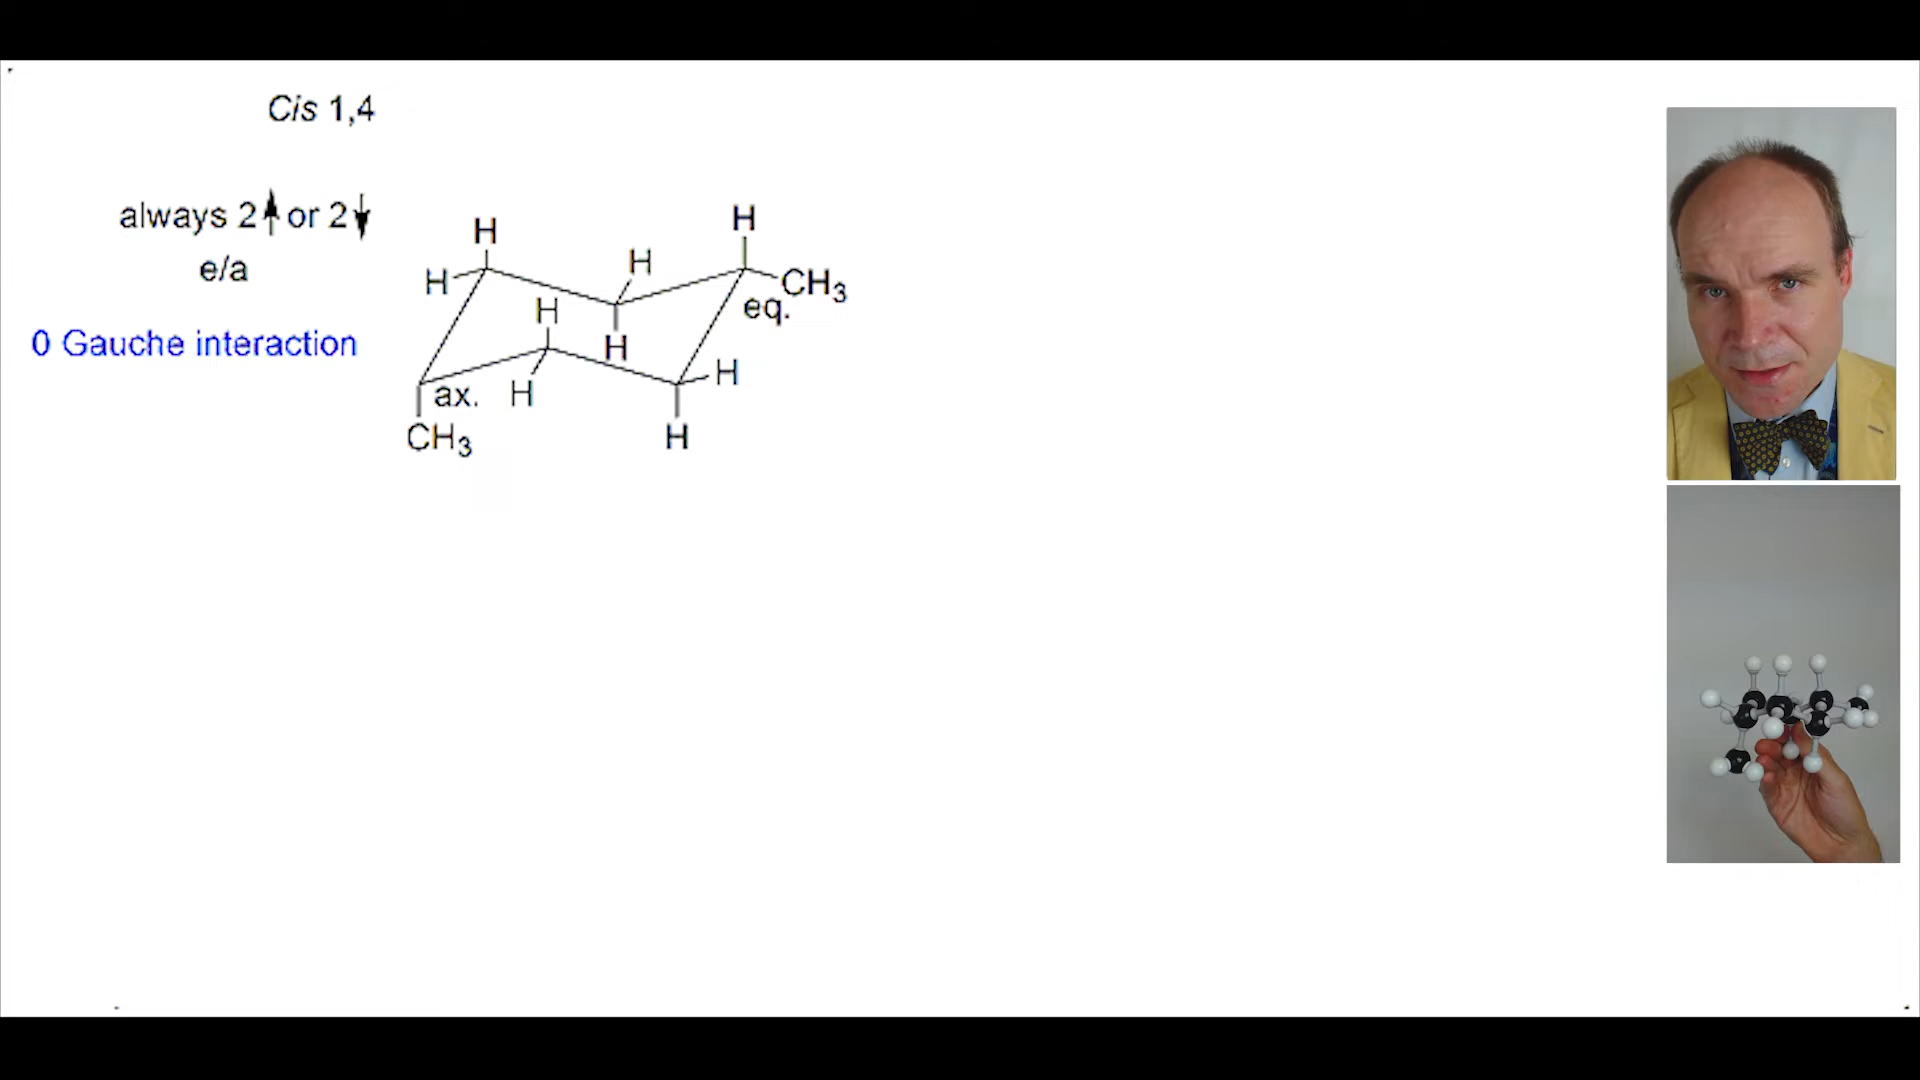 Cis 1,4
always 2↑ or 2↓
e/a
0 Gauche interaction
H
H
H
H
CH3
H
eq.
H
H
ax.
H
CH3
H